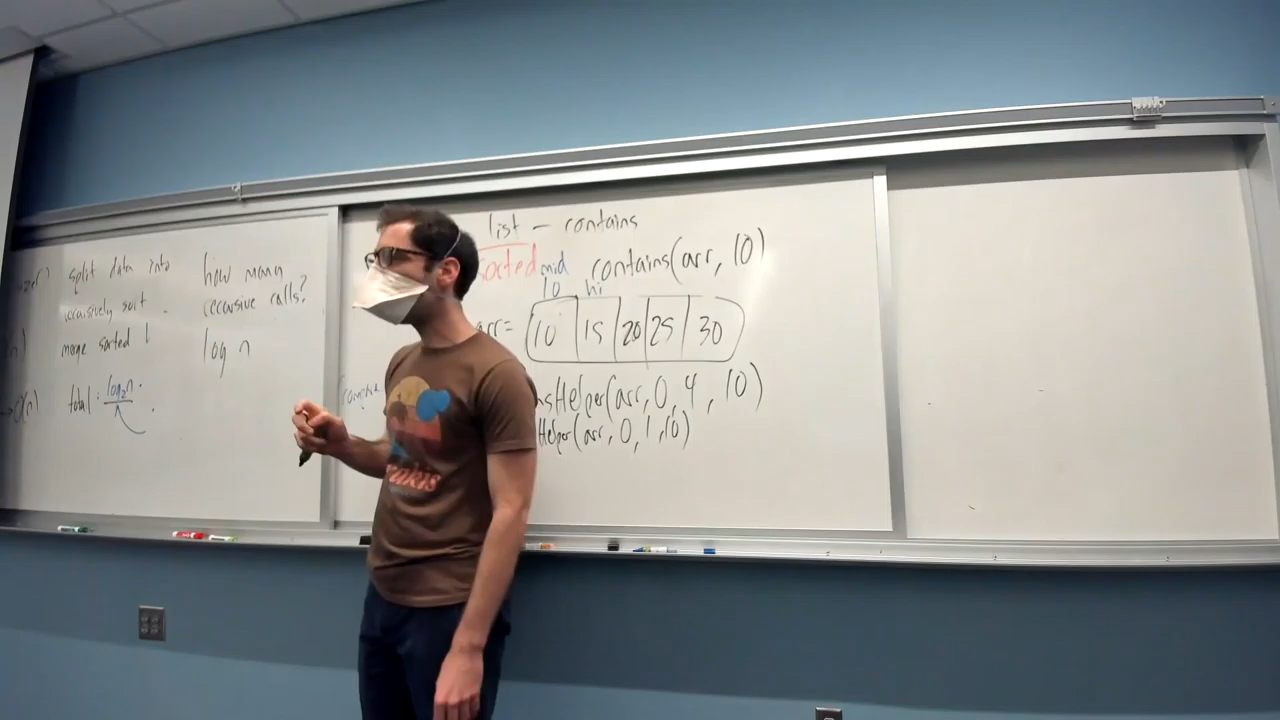 split data into
recursively sort
merge sorted
total: log₂n
n
how many
recursive calls?
log n
list - contains
sorted mid contains(arr, 10)
lo hi
arr= 10 15 20 25 30
Helper(arr, 0, 4, 10)
Helper(arr, 0, 1, 10)